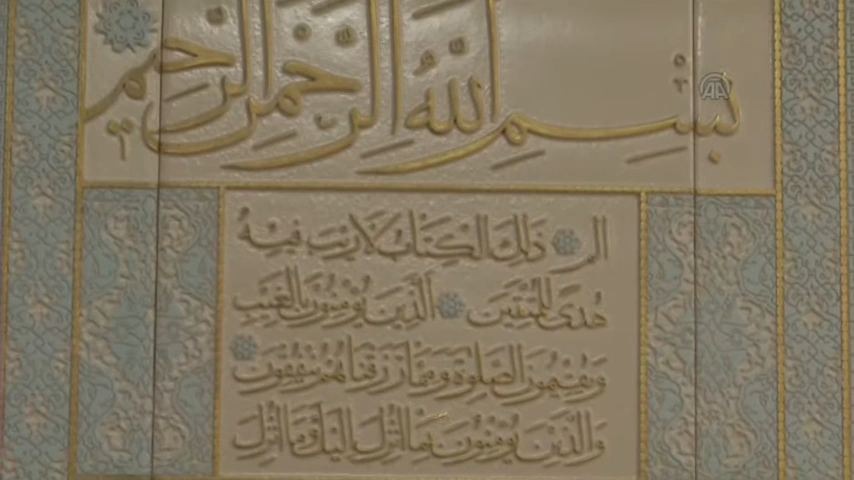 بسم الله الرحمن الرحيم
الم ذلك الكتاب لا ريب فيه
هدى للمتقين الذين يؤمنون بالغيب
ويقيمون الصلوة ومما رزقناهم ينفقون
والذين يؤمنون بما انزل اليك وما انزل
AA